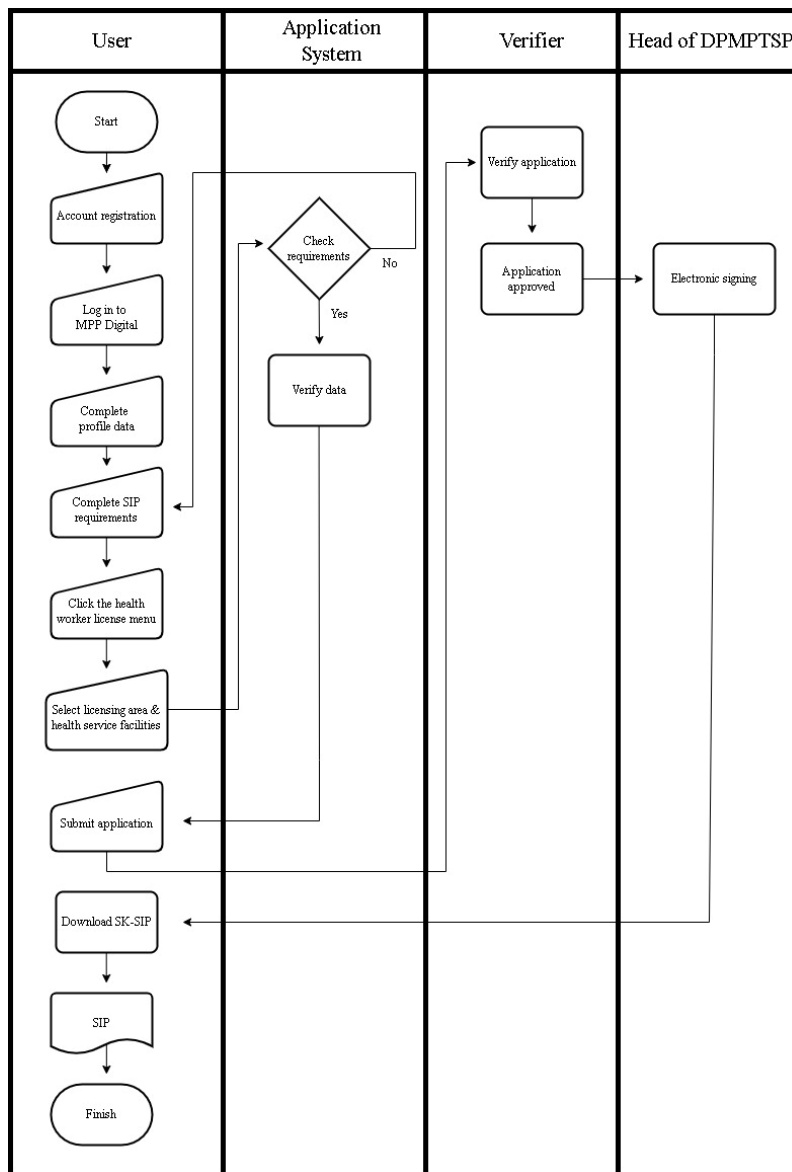 User
Application
System
Verifier
Head of DPMPTSP
Start
Account registration
Log in to
MPP Digital
Complete
profile data
Complete SIP
requirements
Click the health
worker license menu
Select licensing area &
health service facilities
Submit application
Download SK-SIP
SIP
Finish
Check
requirements
No
Yes
Verify data
Verify application
Application
approved
Electronic signing